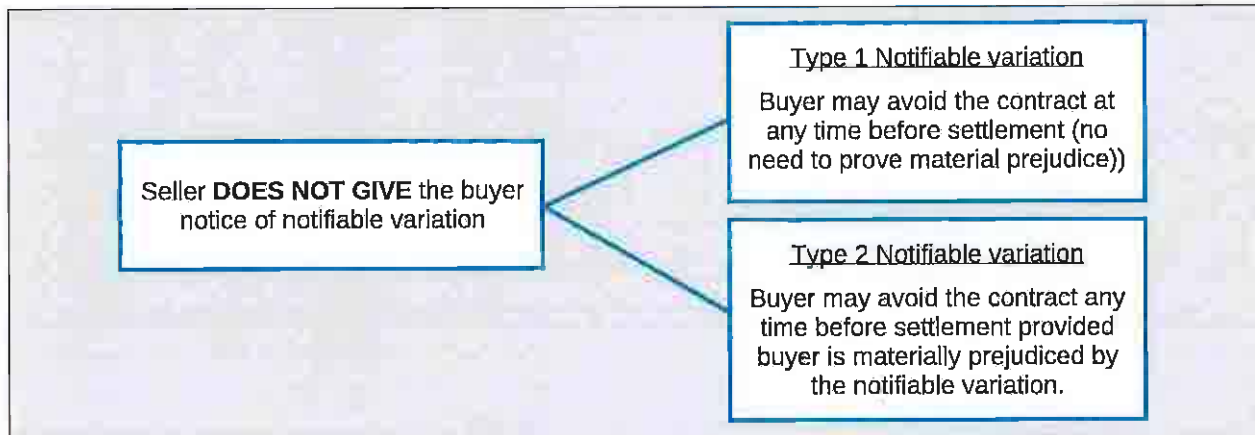 Seller DOES NOT GIVE the buyer
notice of notifiable variation
Type 1 Notifiable variation
Buyer may avoid the contract at
any time before settlement (no
need to prove material prejudice))
Type 2 Notifiable variation
Buyer may avoid the contract any
time before settlement provided
buyer is materially prejudiced by
the notifiable variation.